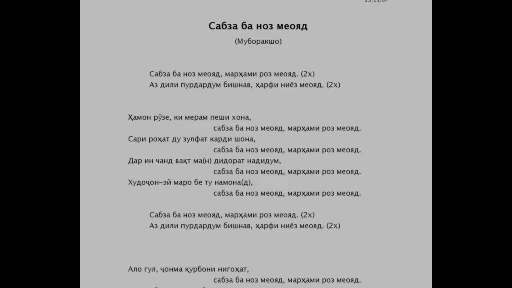 Сабза ба ноз меояд
(Муборакшо)
Сабза ба ноз меояд, марҳами роз меояд. (2x)
Аз дили пурдардум бишнав, ҳарфи ниёз меояд. (2x)
Ҳамон рӯзе, ки мерам пеши хона,
сабза ба ноз меояд, марҳами роз меояд.
Сари роҳат ду зулфат карди шона,
сабза ба ноз меояд, марҳами роз меояд.
Дар ин чанд вақт ма(н) дидорат надидум,
сабза ба ноз меояд, марҳами роз меояд.
Худоҷон-эй маро бе ту намона(д),
сабза ба ноз меояд, марҳами роз меояд.
Сабза ба ноз меояд, марҳами роз меояд. (2x)
Аз дили пурдардум бишнав, ҳарфи ниёз меояд. (2x)
Ало гул, ҷонма қурбони нигоҳат,
сабза ба ноз меояд, марҳами роз меояд.